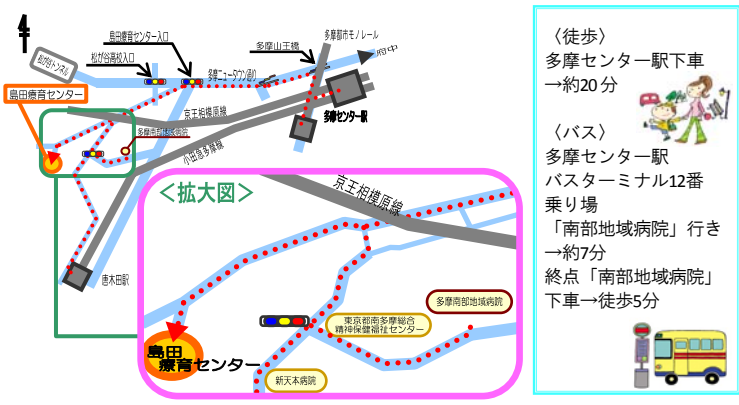 島田療育センター入口
多摩山王橋
多摩都市モノレール
府中
松が谷高校入口
松が谷トンネル
多摩ニュータウン通り
島田療育センター
京王相模原線
多摩センター駅
多摩南部地域病院
小田急多摩線
唐木田駅
＜拡大図＞
京王相模原線
多摩南部地域病院
東京都南多摩総合
精神保健福祉センター
島田
療育センター
新天本病院
〈徒歩〉
多摩センター駅下車
→約20分
〈バス〉
多摩センター駅
バスターミナル12番
乗り場
「南部地域病院」行き
→約7分
終点「南部地域病院」
下車→徒歩5分